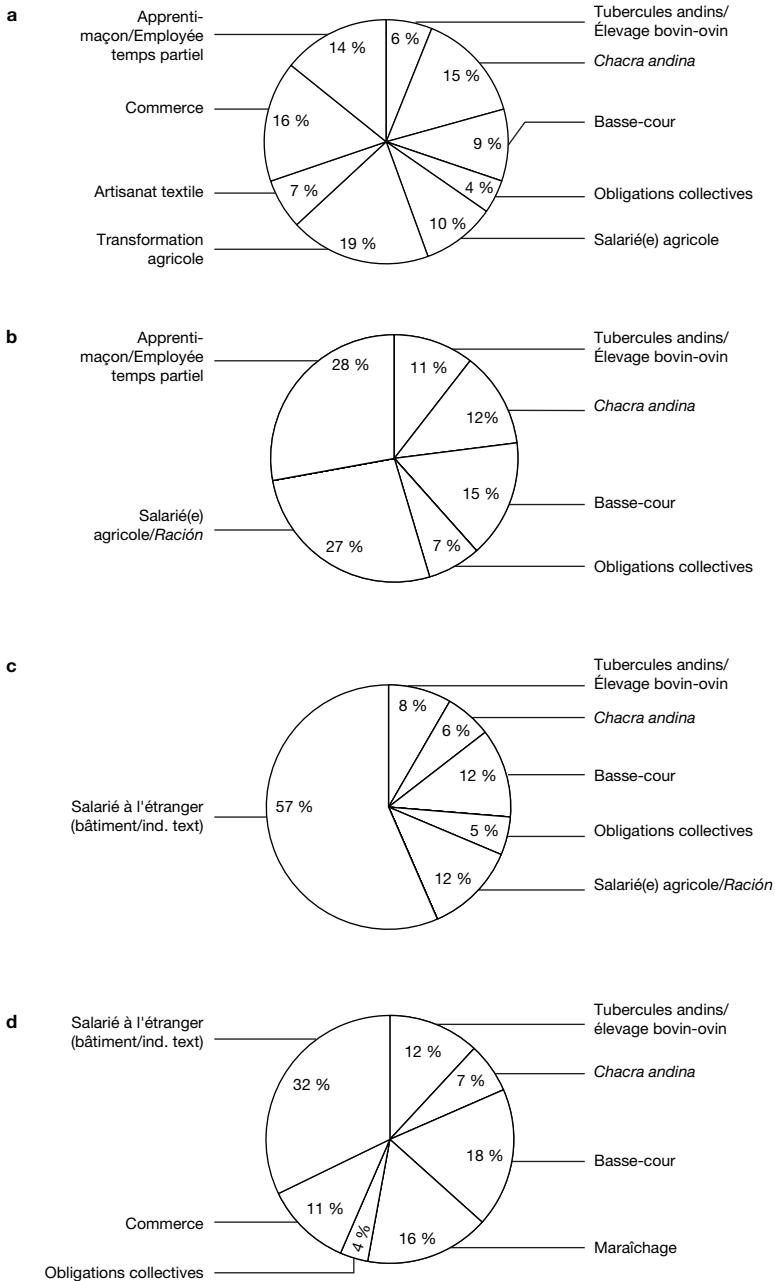 a
Apprenti-
maçon/Employée
temps partiel
Commerce
Artisanat textile
Transformation
agricole
14 %
16 %
7 %
19 %
6 %
15 %
9 %
4 %
10 %
Tubercules andins/
Élevage bovin-ovin
Chacra andina
Basse-cour
Obligations collectives
Salarié(e) agricole
b
Apprenti-
maçon/Employée
temps partiel
Salarié(e)
agricole/Ración
28 %
27 %
11 %
12%
15 %
7 %
Tubercules andins/
Élevage bovin-ovin
Chacra andina
Basse-cour
Obligations collectives
c
Salarié à l'étranger
(bâtiment/ind. text)
57 %
8 %
6 %
12 %
5 %
12 %
Tubercules andins/
Élevage bovin-ovin
Chacra andina
Basse-cour
Obligations collectives
Salarié(e) agricole/Ración
d
Salarié à l'étranger
(bâtiment/ind. text)
Commerce
Obligations collectives
32 %
11 %
4 %
12 %
7 %
18 %
16 %
Tubercules andins/
élevage bovin-ovin
Chacra andina
Basse-cour
Maraîchage